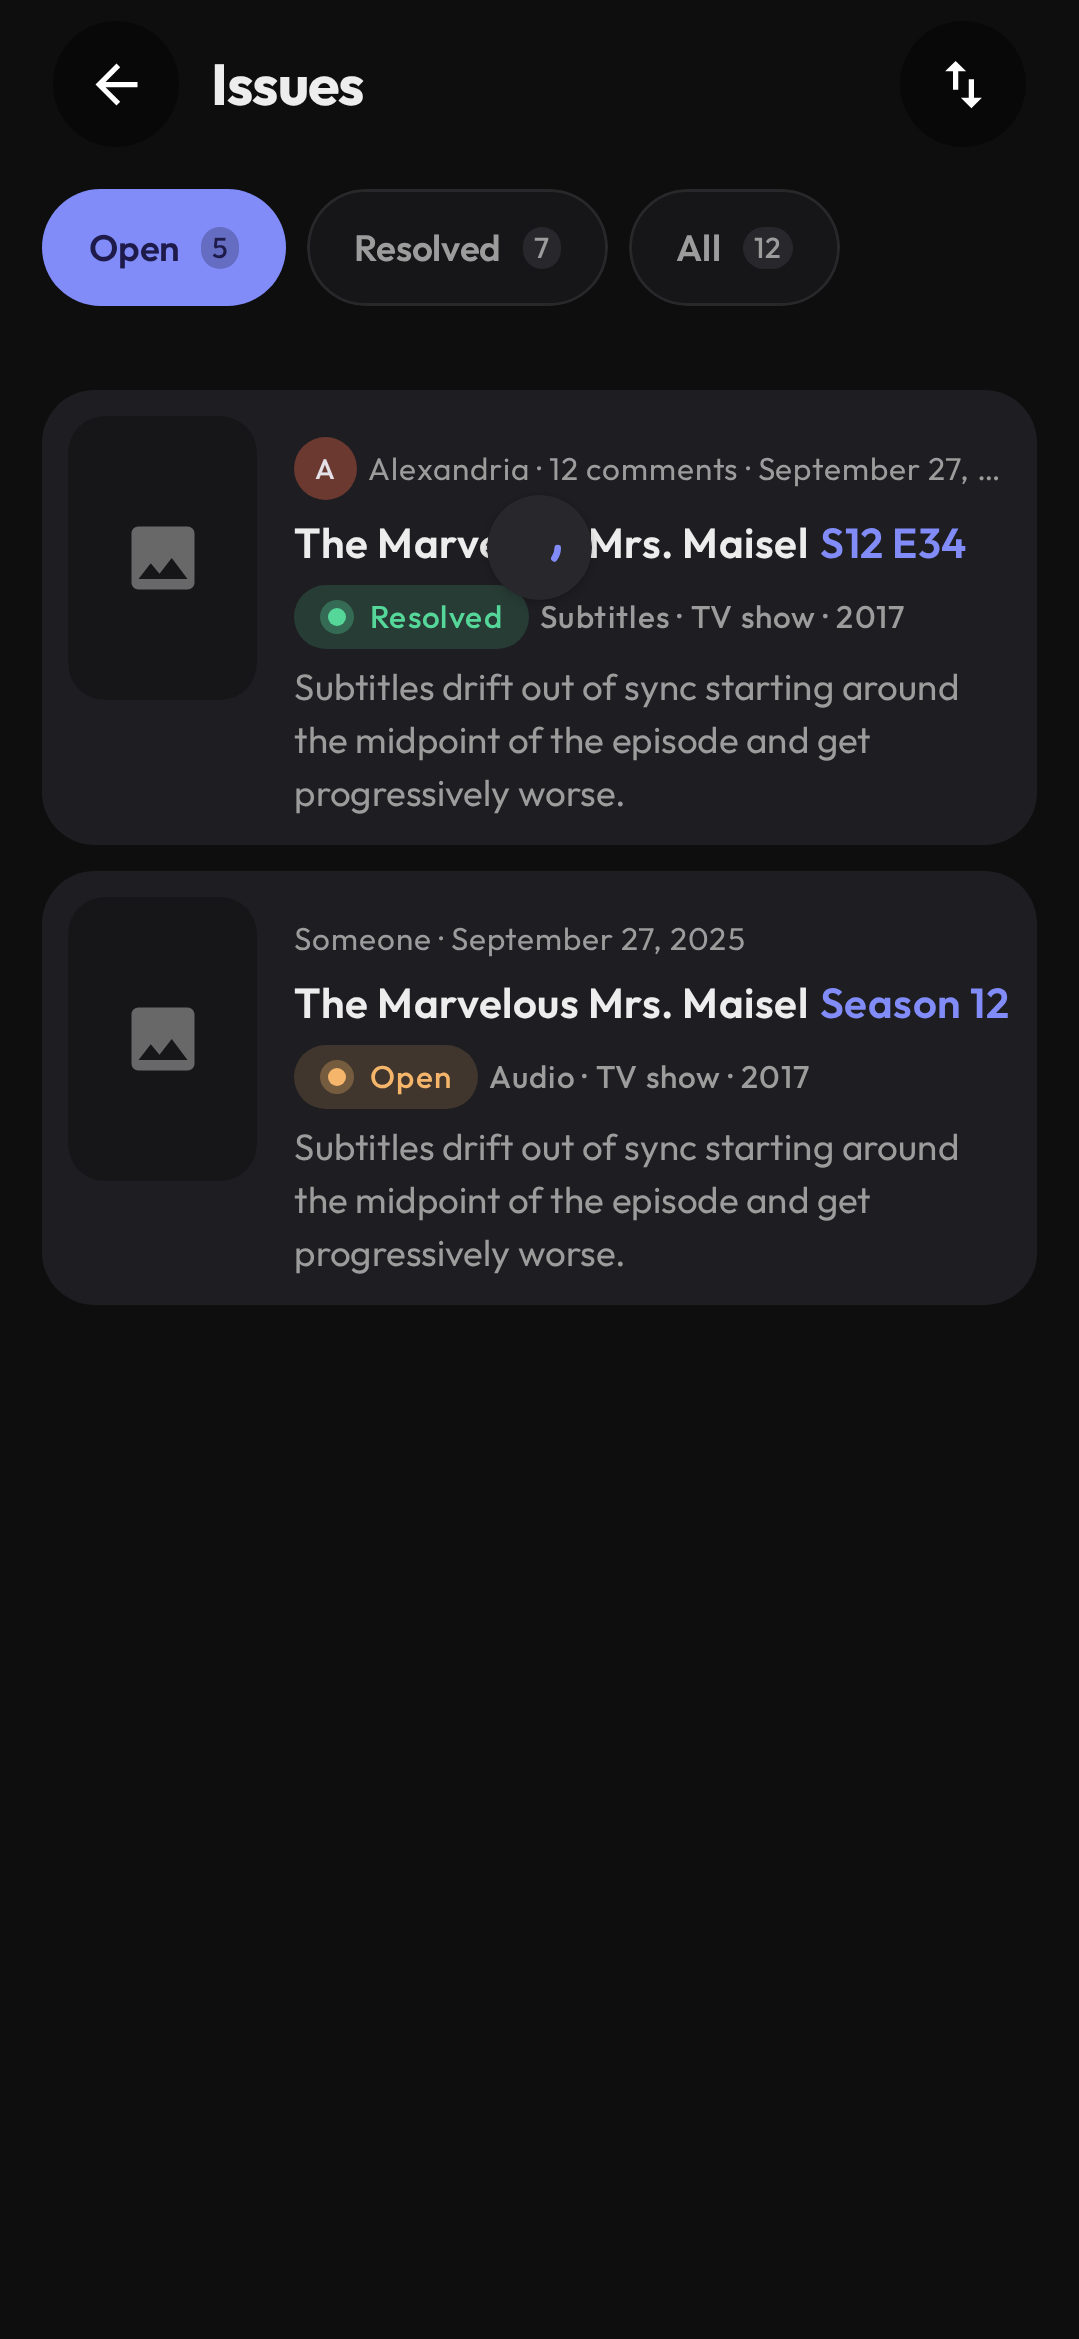 Issues
Open 5
Resolved 7
All 12
A Alexandria · 12 comments · September 27, ...
The Mrs. Maisel S12 E34
Resolved Subtitles · TV show · 2017
Subtitles drift out of sync starting around
the midpoint of the episode and get
progressively worse.
Someone · September 27, 2025
The Marvelous Mrs. Maisel Season 12
Open Audio · TV show · 2017
Subtitles drift out of sync starting around
the midpoint of the episode and get
progressively worse.